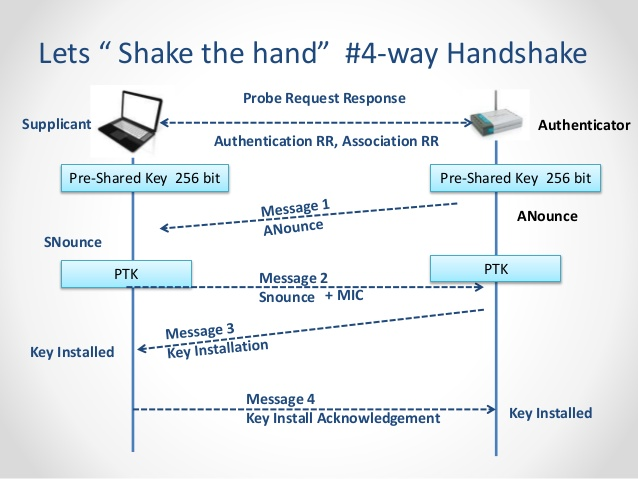 Lets “ Shake the hand”  #4-way Handshake
Probe Request Response
Supplicant
Authenticator
Authentication RR, Association RR
Pre-Shared Key  256 bit
Pre-Shared Key  256 bit
Message 1
ANounce
ANounce
SNounce
PTK
PTK
Message 2
Snounce  + MIC
Message 3
Key Installation
Key Installed
Message 4
Key Install Acknowledgement
Key Installed